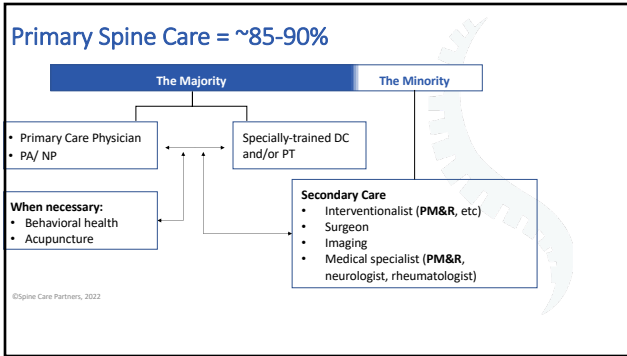 Primary Spine Care = ~85-90%
The Majority
The Minority
• Primary Care Physician
• PA/ NP
Specially-trained DC
and/or PT
When necessary:
• Behavioral health
• Acupuncture
Secondary Care
• Interventionalist (PM&R, etc)
• Surgeon
• Imaging
• Medical specialist (PM&R,
neurologist, rheumatologist)
©Spine Care Partners, 2022